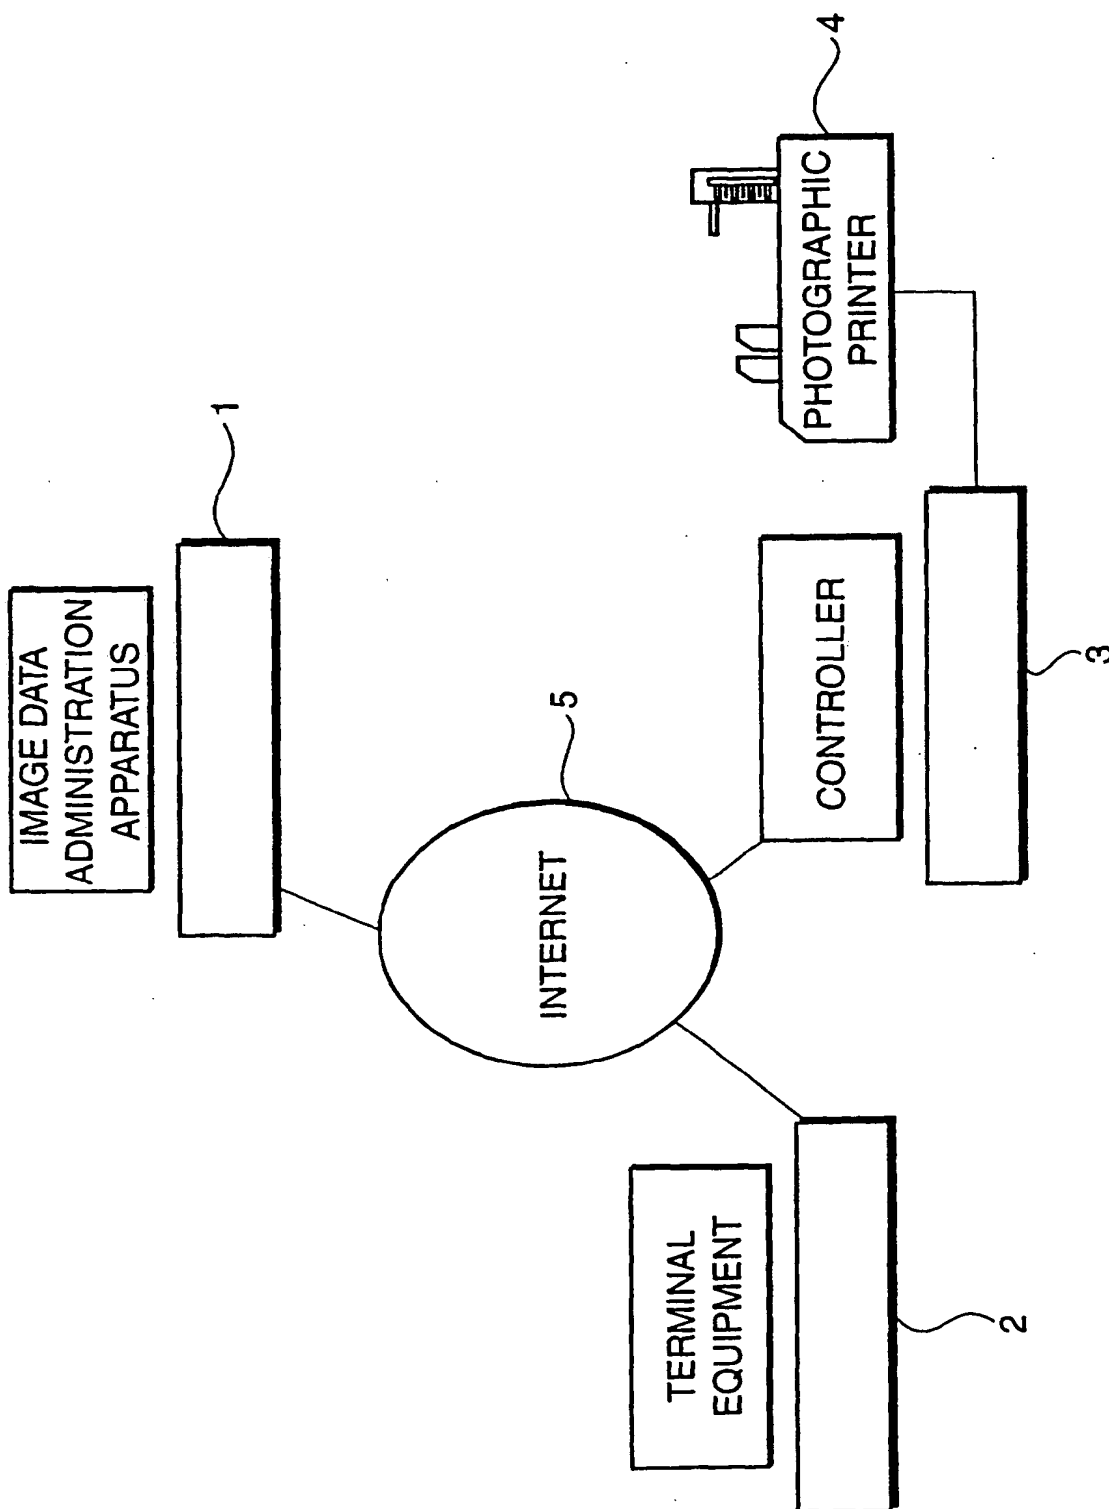 IMAGE DATA
ADMINISTRATION
APPARATUS
1
INTERNET
5
TERMINAL
EQUIPMENT
2
CONTROLLER
3
PHOTOGRAPHIC
PRINTER
4